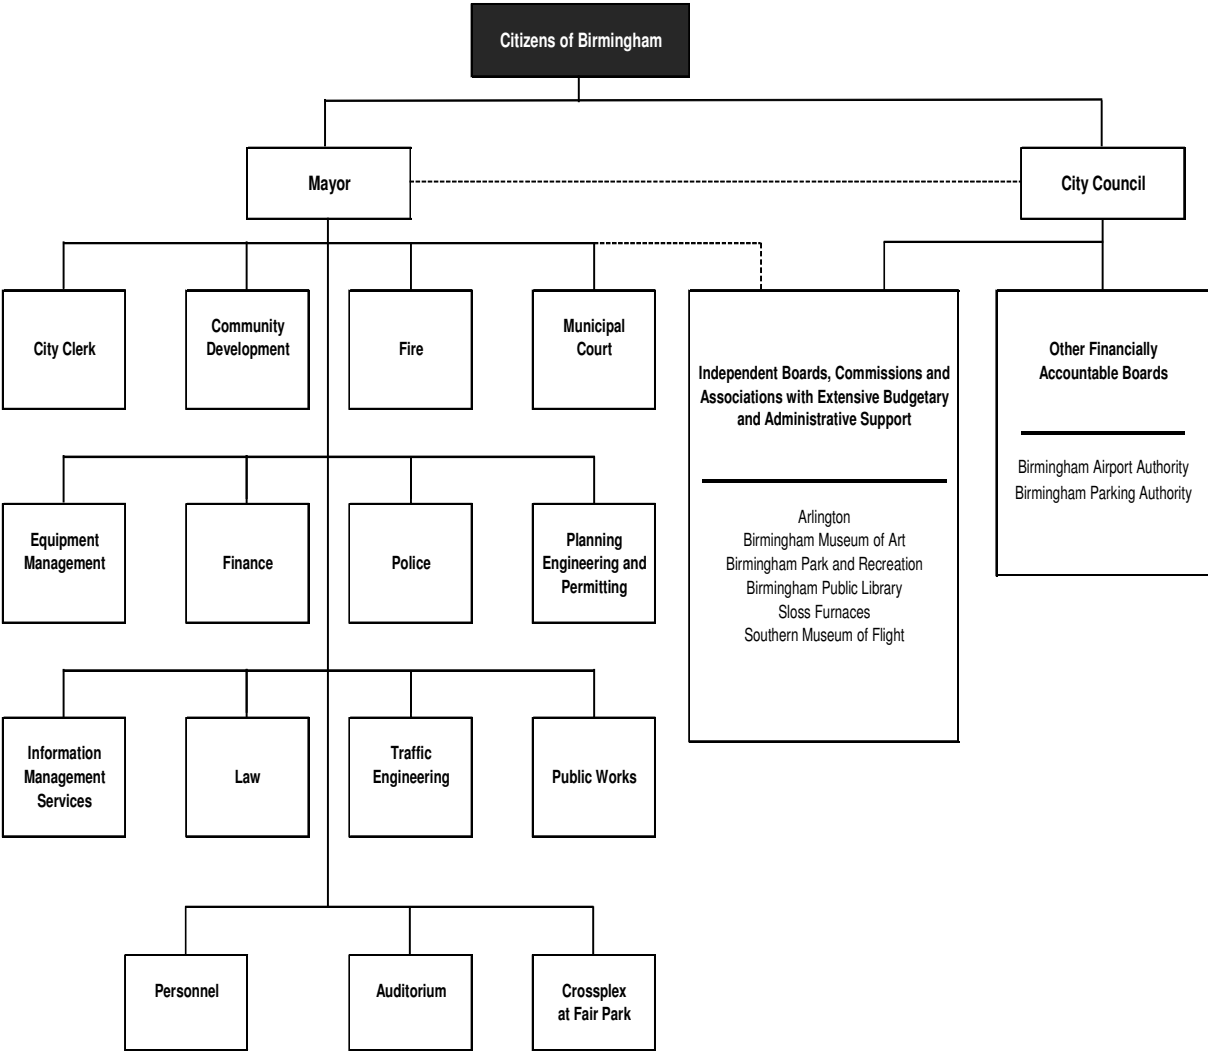 Citizens of Birmingham
Mayor
City Council
City Clerk
Community
Development
Fire
Municipal
Court
Independent Boards, Commissions and
Associations with Extensive Budgetary
and Administrative Support
Arlington
Birmingham Museum of Art
Birmingham Park and Recreation
Birmingham Public Library
Sloss Furnaces
Southern Museum of Flight
Other Financially
Accountable Boards
Birmingham Airport Authority
Birmingham Parking Authority
Equipment
Management
Finance
Police
Planning
Engineering and
Permitting
Information
Management
Services
Law
Traffic
Engineering
Public Works
Personnel
Auditorium
Crossplex
at Fair Park